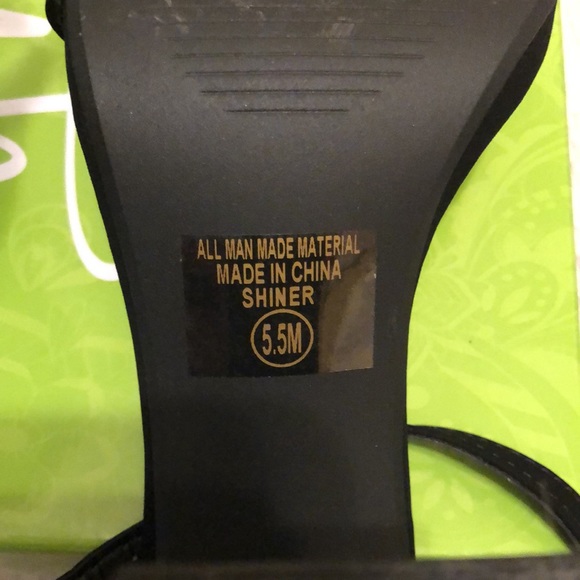 ALL MAN MADE MATERIAL
MADE IN CHINA
SHINER
5.5M